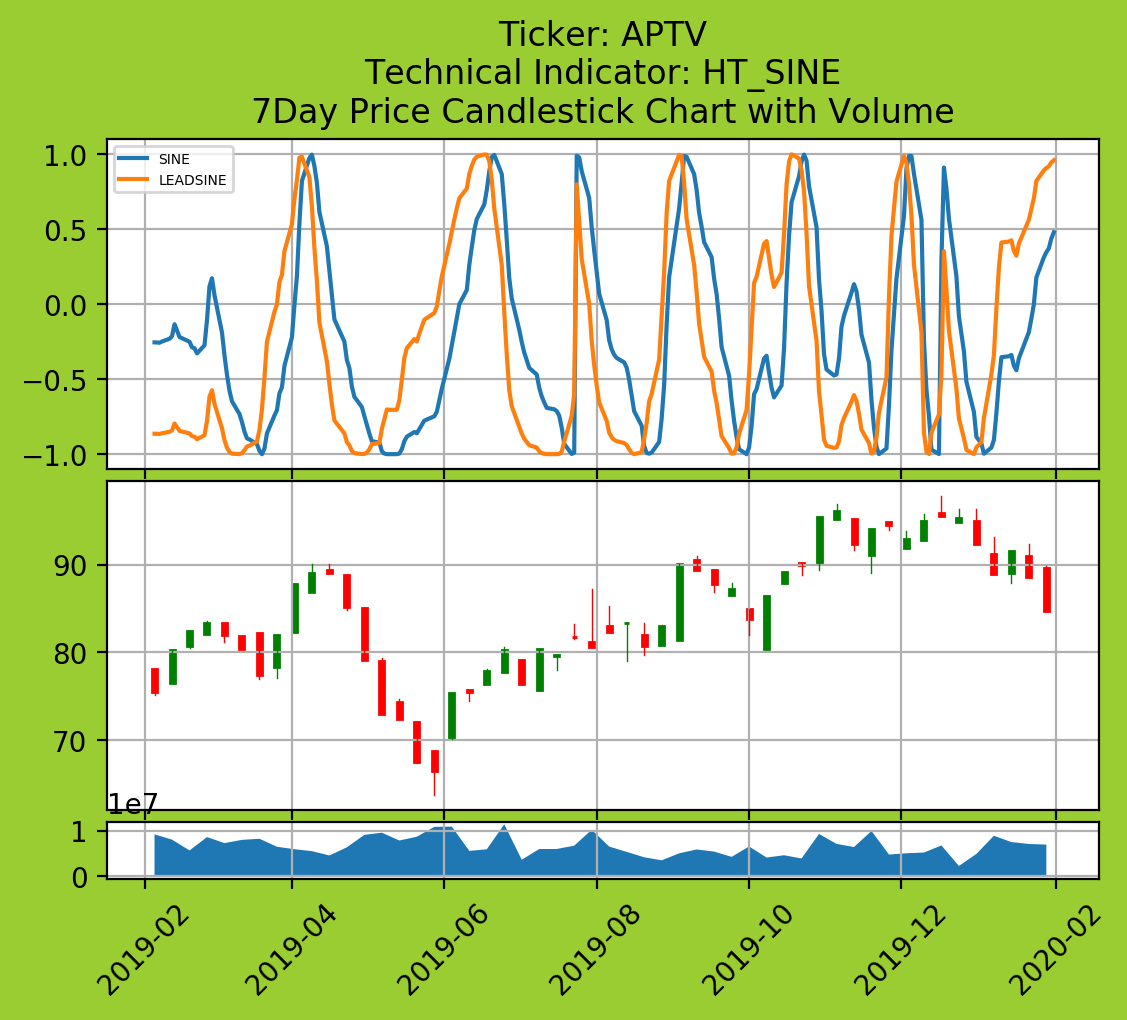 Ticker: APTV
Technical Indicator: HT_SINE
7Day Price Candlestick Chart with Volume
SINE
LEADSINE
1.0
0.5
0.0
−0.5
−1.0
90
80
70
1e7
1
0
2019-02
2019-04
2019-06
2019-08
2019-10
2019-12
2020-02